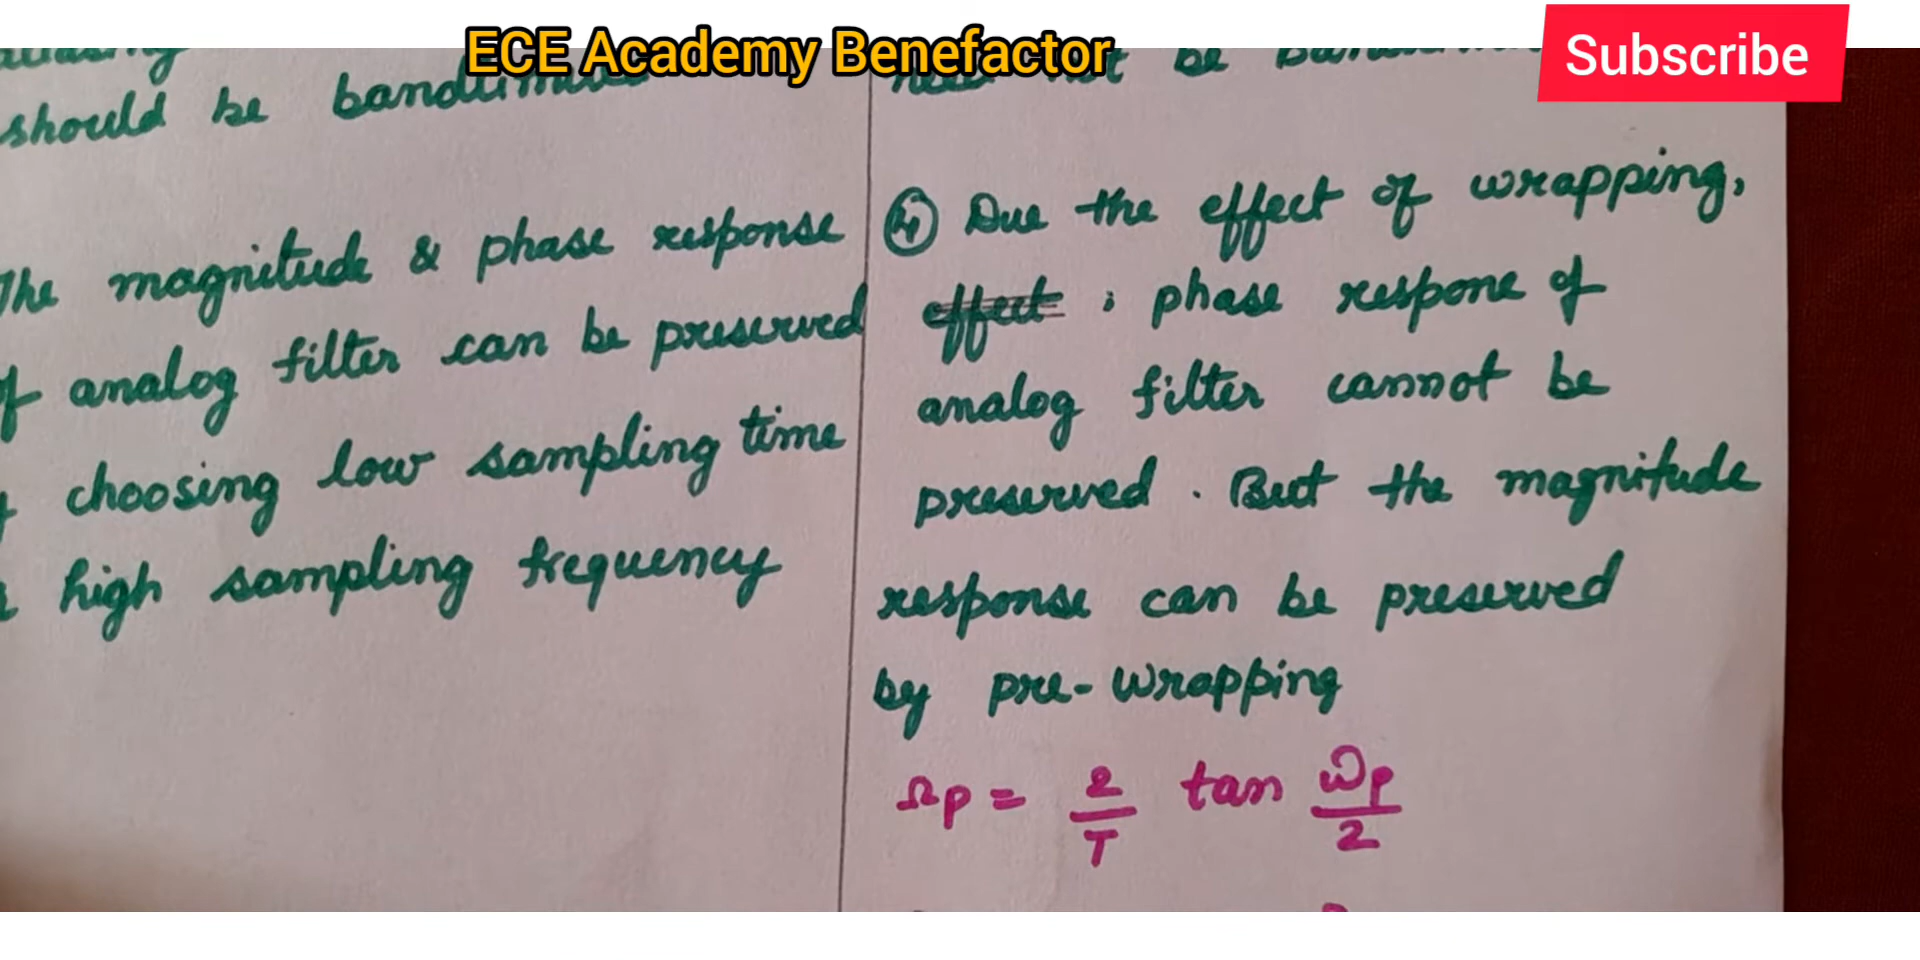 ECE Academy Benefactor
Subscribe
should be
The magnitude & phase response
of analog filter can be preserved
choosing low sampling time
high sampling frequency
be
④ Due the effect of wrapping,
effect ; phase respone of
analog filter cannot be
preserved . But the magnitude
response can be preserved
by pre-wrapping
Ωp = 2/T tan ωp/2